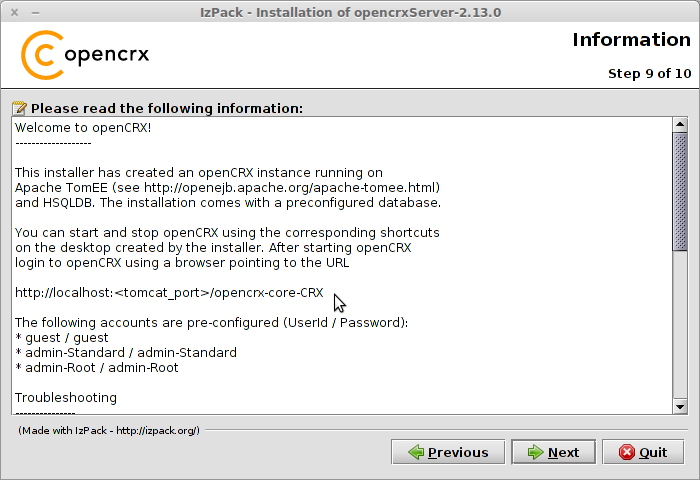 IzPack - Installation of opencrxServer-2.13.0
opencrx
Information
Step 9 of 10
Please read the following information:
Welcome to openCRX!
-------------------
This installer has created an openCRX instance running on
Apache TomEE (see http://openejb.apache.org/apache-tomee.html)
and HSQLDB. The installation comes with a preconfigured database.
You can start and stop openCRX using the corresponding shortcuts
on the desktop created by the installer. After starting openCRX
login to openCRX using a browser pointing to the URL
http://localhost:<tomcat_port>/opencrx-core-CRX
The following accounts are pre-configured (UserId / Password):
* guest / guest
* admin-Standard / admin-Standard
* admin-Root / admin-Root
Troubleshooting
---------------
(Made with IzPack - http://izpack.org/)
Previous
Next
Quit